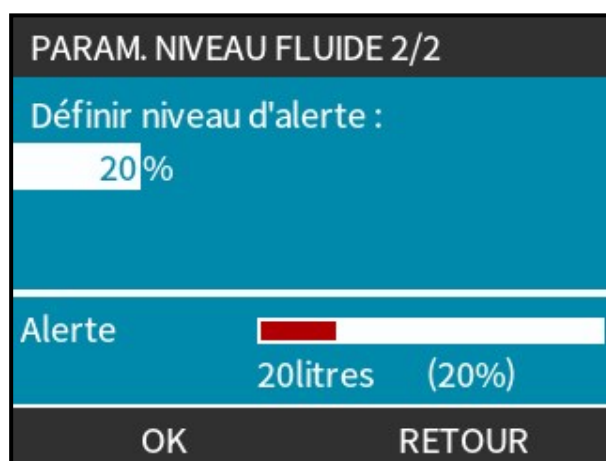 PARAM. NIVEAU FLUIDE 2/2
Définir niveau d'alerte :
20%
Alerte
20litres (20%)
OK RETOUR